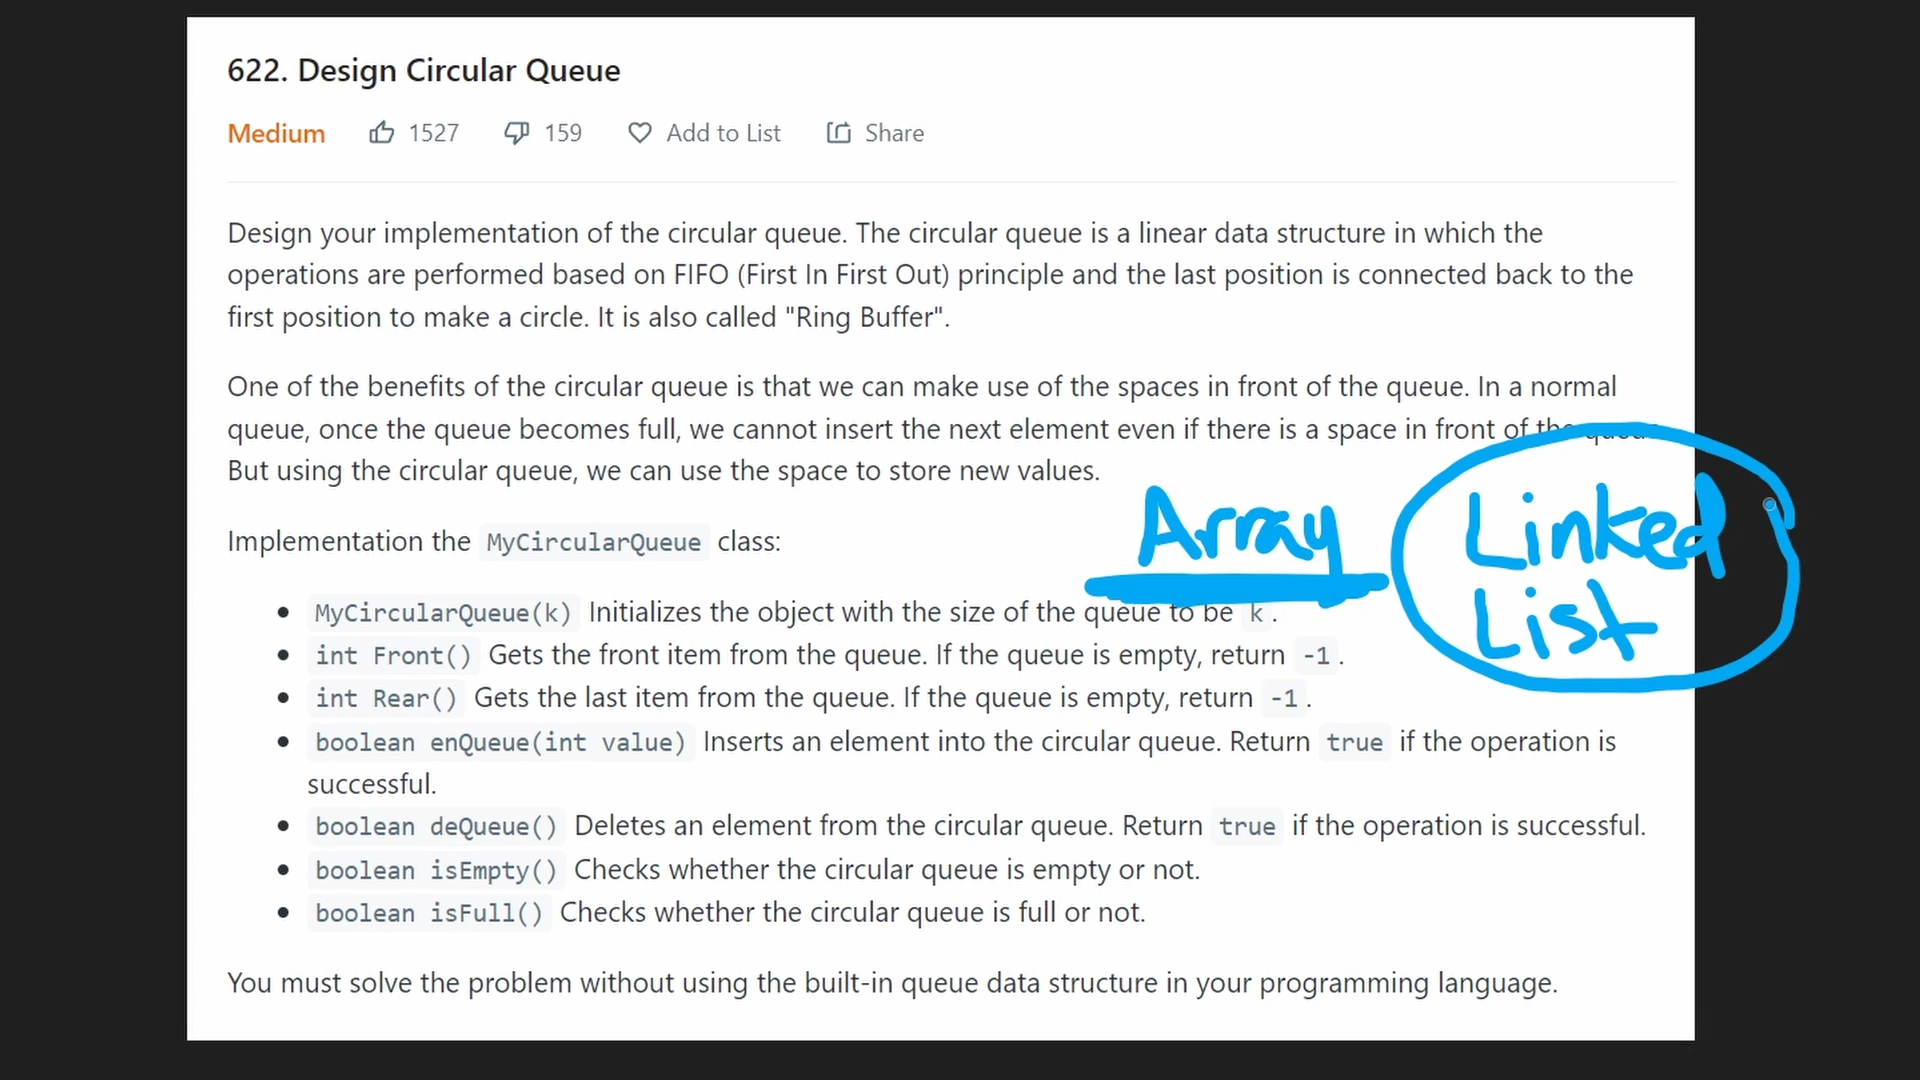 622. Design Circular Queue
Medium 1527 159 Add to List Share
Design your implementation of the circular queue. The circular queue is a linear data structure in which the
operations are performed based on FIFO (First In First Out) principle and the last position is connected back to the
first position to make a circle. It is also called "Ring Buffer".
One of the benefits of the circular queue is that we can make use of the spaces in front of the queue. In a normal
queue, once the queue becomes full, we cannot insert the next element even if there is a space in front of the queue.
But using the circular queue, we can use the space to store new values.
Array
Linked
List
Implementation the MyCircularQueue class:
MyCircularQueue(k) Initializes the object with the size of the queue to be k.
int Front() Gets the front item from the queue. If the queue is empty, return -1.
int Rear() Gets the last item from the queue. If the queue is empty, return -1.
boolean enQueue(int value) Inserts an element into the circular queue. Return true if the operation is
successful.
boolean deQueue() Deletes an element from the circular queue. Return true if the operation is successful.
boolean isEmpty() Checks whether the circular queue is empty or not.
boolean isFull() Checks whether the circular queue is full or not.
You must solve the problem without using the built-in queue data structure in your programming language.